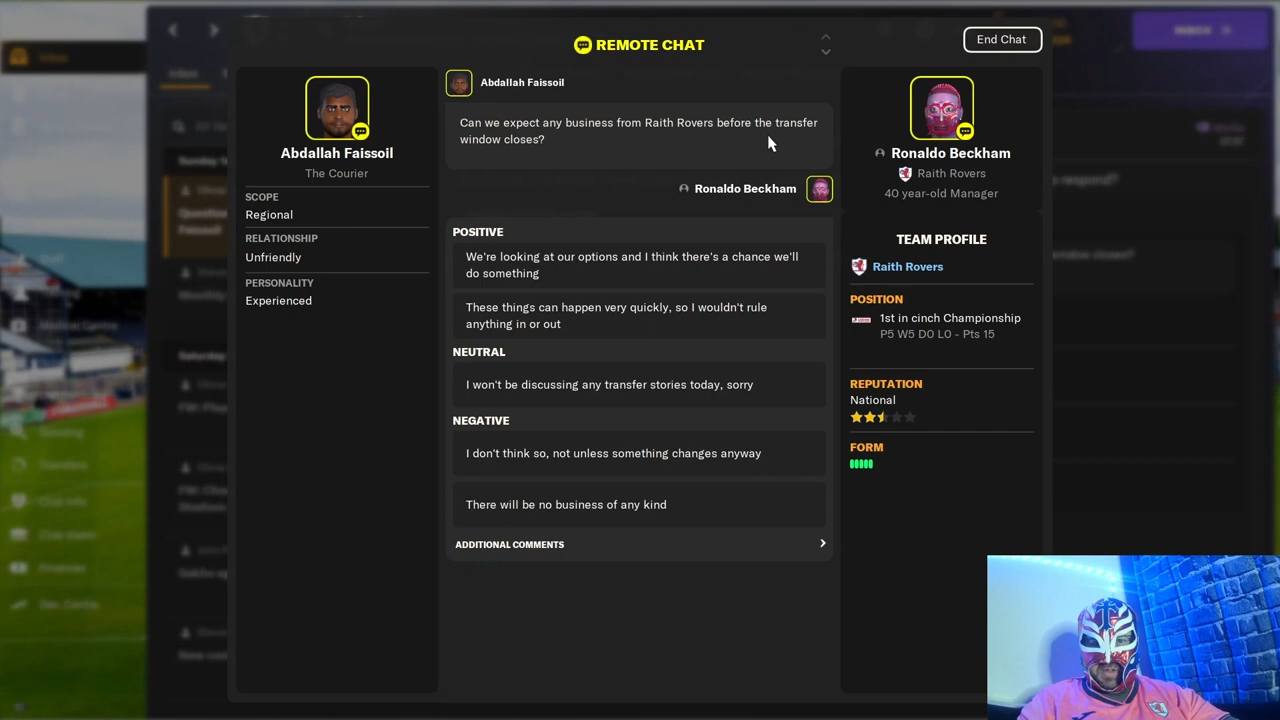 REMOTE CHAT
End Chat
Abdallah Faissoil
The Courier
SCOPE
Regional
RELATIONSHIP
Unfriendly
PERSONALITY
Experienced
Abdallah Faissoil
Can we expect any business from Raith Rovers before the transfer
window closes?
Ronaldo Beckham
POSITIVE
We're looking at our options and I think there's a chance we'll
do something
These things can happen very quickly, so I wouldn't rule
anything in or out
NEUTRAL
I won't be discussing any transfer stories today, sorry
NEGATIVE
I don't think so, not unless something changes anyway
There will be no business of any kind
ADDITIONAL COMMENTS
Ronaldo Beckham
Raith Rovers
40 year-old Manager
TEAM PROFILE
Raith Rovers
POSITION
1st in cinch Championship
P5 W5 D0 L0 - Pts 15
REPUTATION
National
FORM